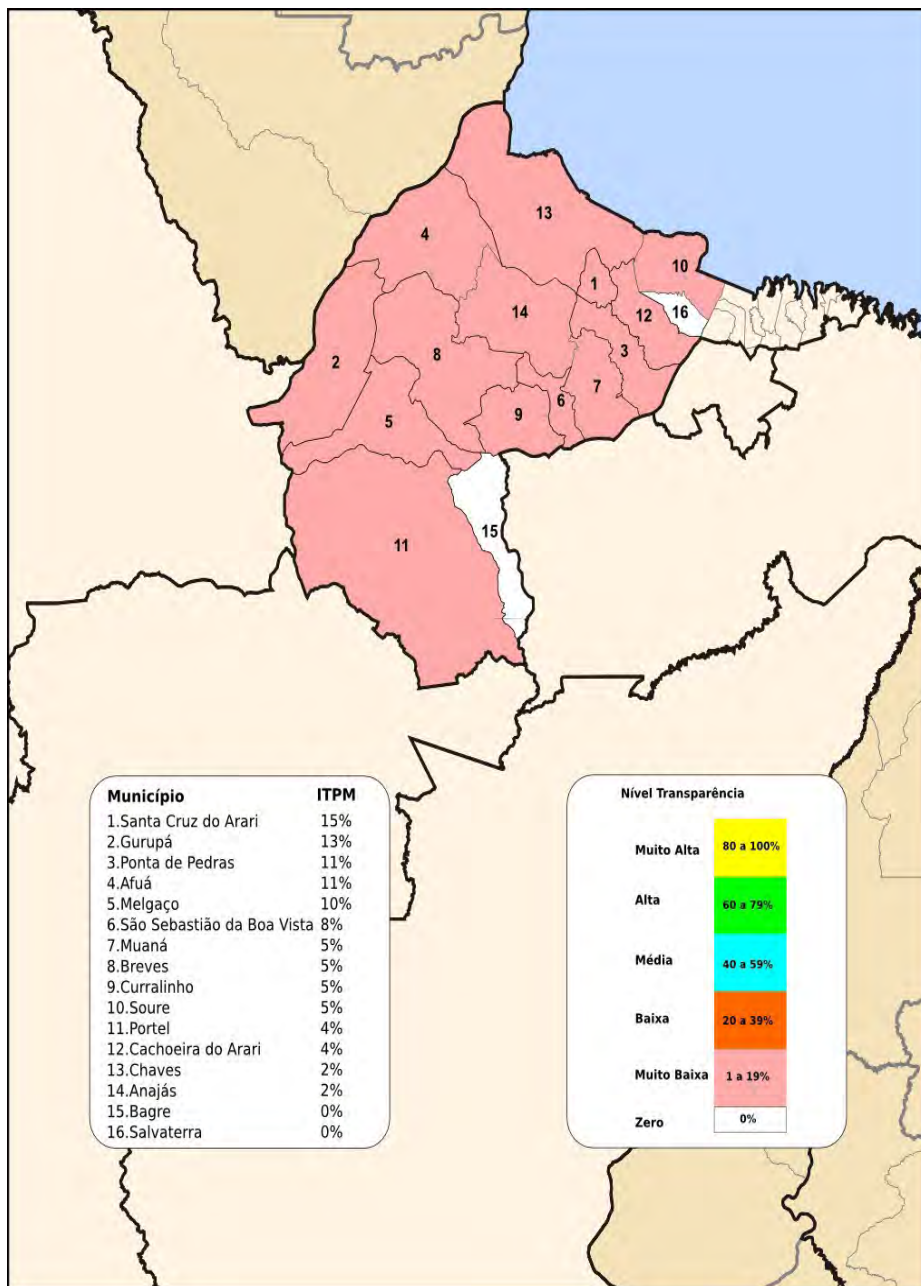 13
4
10
1
14
16
12
2
8
3
7
6
9
5
15
11
Município ITPM
1.Santa Cruz do Arari 15%
2.Gurupá 13%
3.Ponta de Pedras 11%
4.Afuá 11%
5.Melgaço 10%
6.São Sebastião da Boa Vista 8%
7.Muaná 5%
8.Breves 5%
9.Curralinho 5%
10.Soure 5%
11.Portel 4%
12.Cachoeira do Arari 4%
13.Chaves 2%
14.Anajás 2%
15.Bagre 0%
16.Salvaterra 0%
Nível Transparência
Muito Alta 80 a 100%
Alta 60 a 79%
Média 40 a 59%
Baixa 20 a 39%
Muito Baixa 1 a 19%
Zero 0%